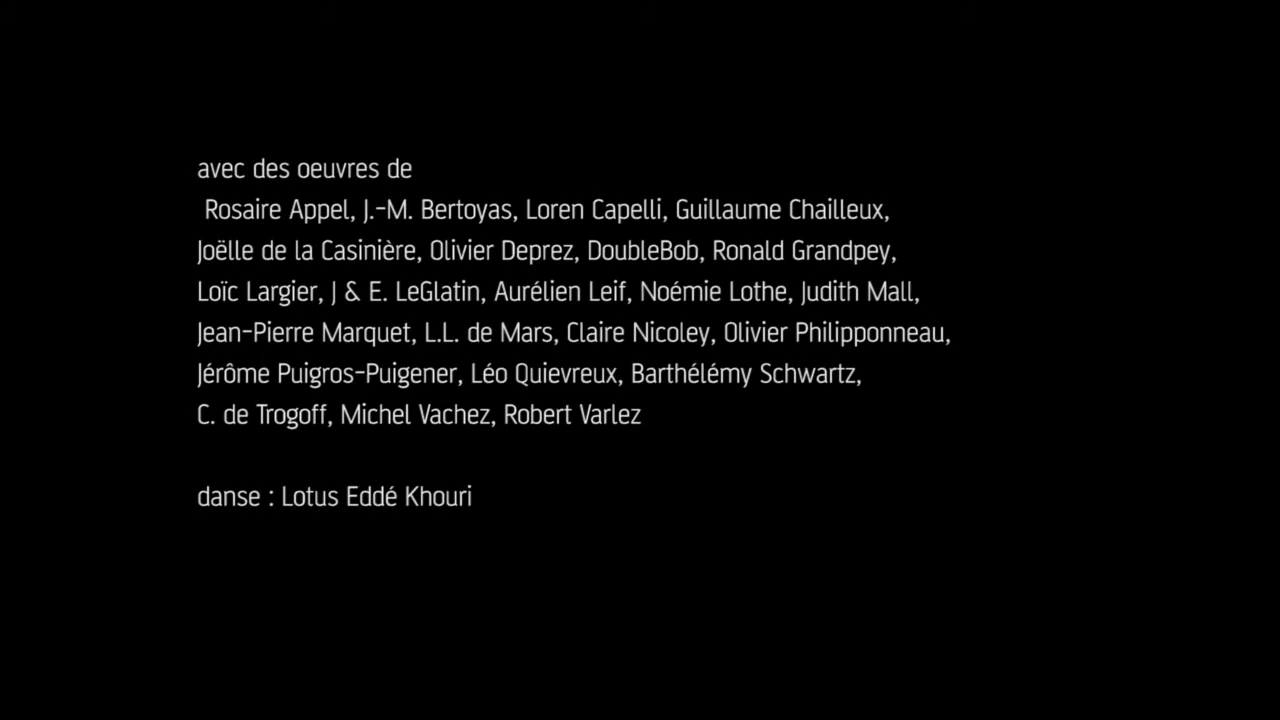 avec des oeuvres de
Rosaire Appel, J.-M. Bertoyas, Loren Capelli, Guillaume Chailleux,
Joëlle de la Casinière, Olivier Deprez, DoubleBob, Ronald Grandpey,
Loïc Largier, J & E. LeGlatin, Aurélien Leif, Noémie Lothe, Judith Mall,
Jean-Pierre Marquet, L.L. de Mars, Claire Nicoley, Olivier Philipponneau,
Jérôme Puigros-Puigener, Léo Quievreux, Barthélémy Schwartz,
C. de Trogoff, Michel Vachez, Robert Varlez
danse : Lotus Eddé Khouri